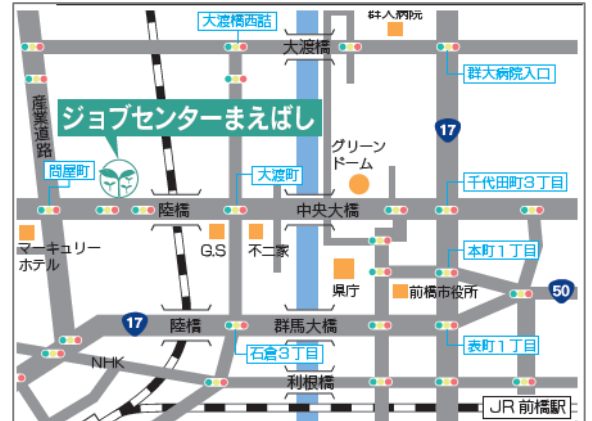 群大病院
大渡橋西詰
大渡橋
群大病院入口
産業道路
ジョブセンターまえばし
17
グリーン
ドーム
問屋町
大渡町
千代田町3丁目
陸橋
中央大橋
マーキュリー
ホテル
G.S
不二家
本町1丁目
県庁
前橋市役所
50
17
陸橋
群馬大橋
石倉3丁目
表町1丁目
NHK
利根橋
JR前橋駅